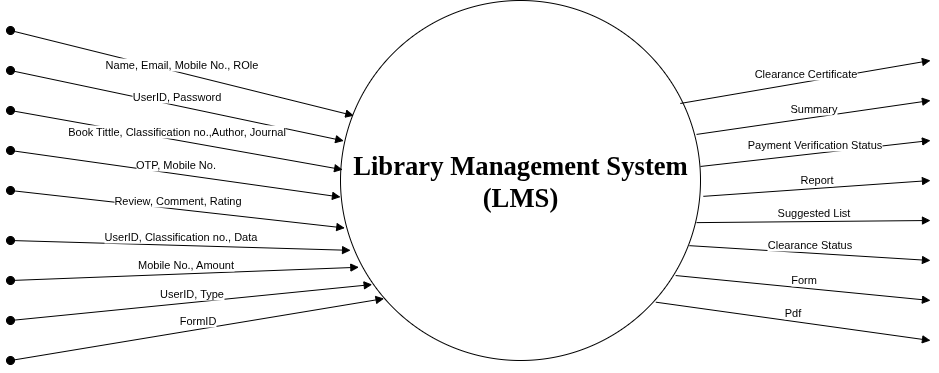 Name, Email, Mobile No., ROle
UserID, Password
Book Tittle, Classification no.,Author, Journal
OTP, Mobile No.
Review, Comment, Rating
UserID, Classification no., Data
Mobile No., Amount
UserID, Type
FormID
Library Management System
(LMS)
Clearance Certificate
Summary
Payment Verification Status
Report
Suggested List
Clearance Status
Form
Pdf